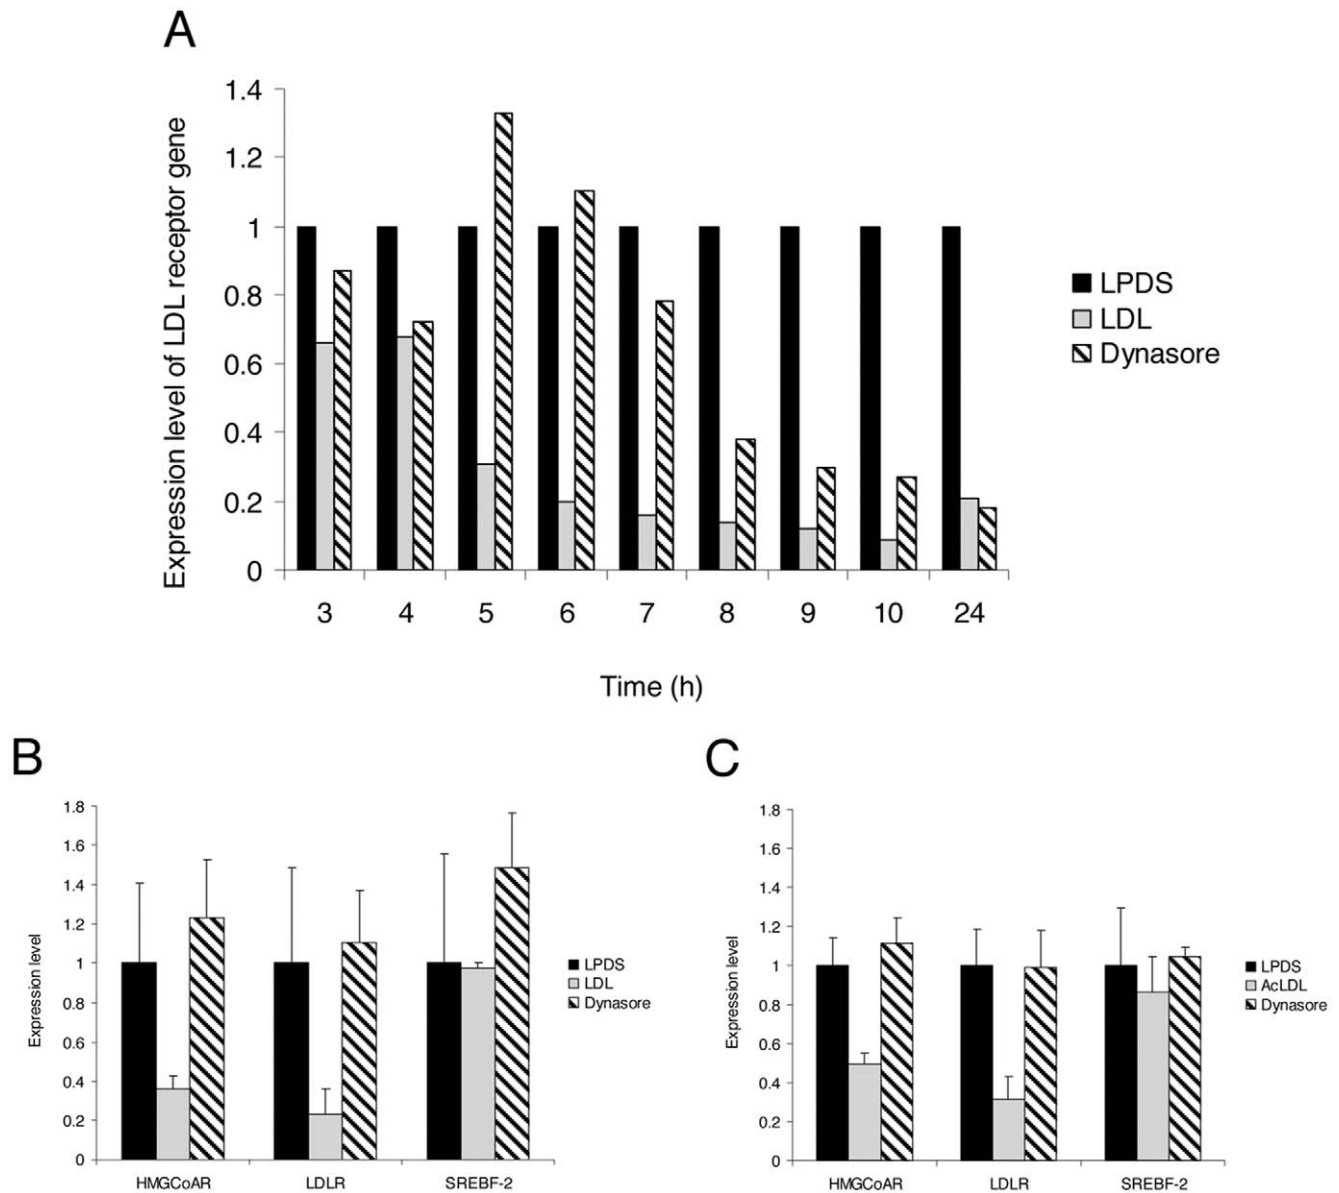 A
Expression level of LDL receptor gene
1.4
1.2
1
0.8
0.6
0.4
0.2
0
3 4 5 6 7 8 9 10 24
Time (h)
LPDS
LDL
Dynasore
B
Expression level
1.8
1.6
1.4
1.2
1
0.8
0.6
0.4
0.2
0
HMGCoAR LDLR SREBF-2
LPDS
LDL
Dynasore
C
Expression level
1.8
1.6
1.4
1.2
1
0.8
0.6
0.4
0.2
0
HMGCoAR LDLR SREBF-2
LPDS
AcLDL
Dynasore